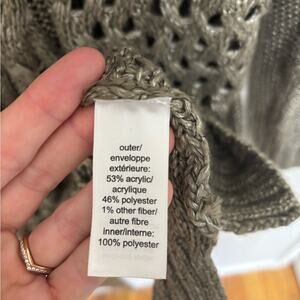 outer/
enveloppe
extérieure:
53% acrylic/
acrylique
46% polyester
1% other fiber/
autre fibre
inner/interne:
100% polyester